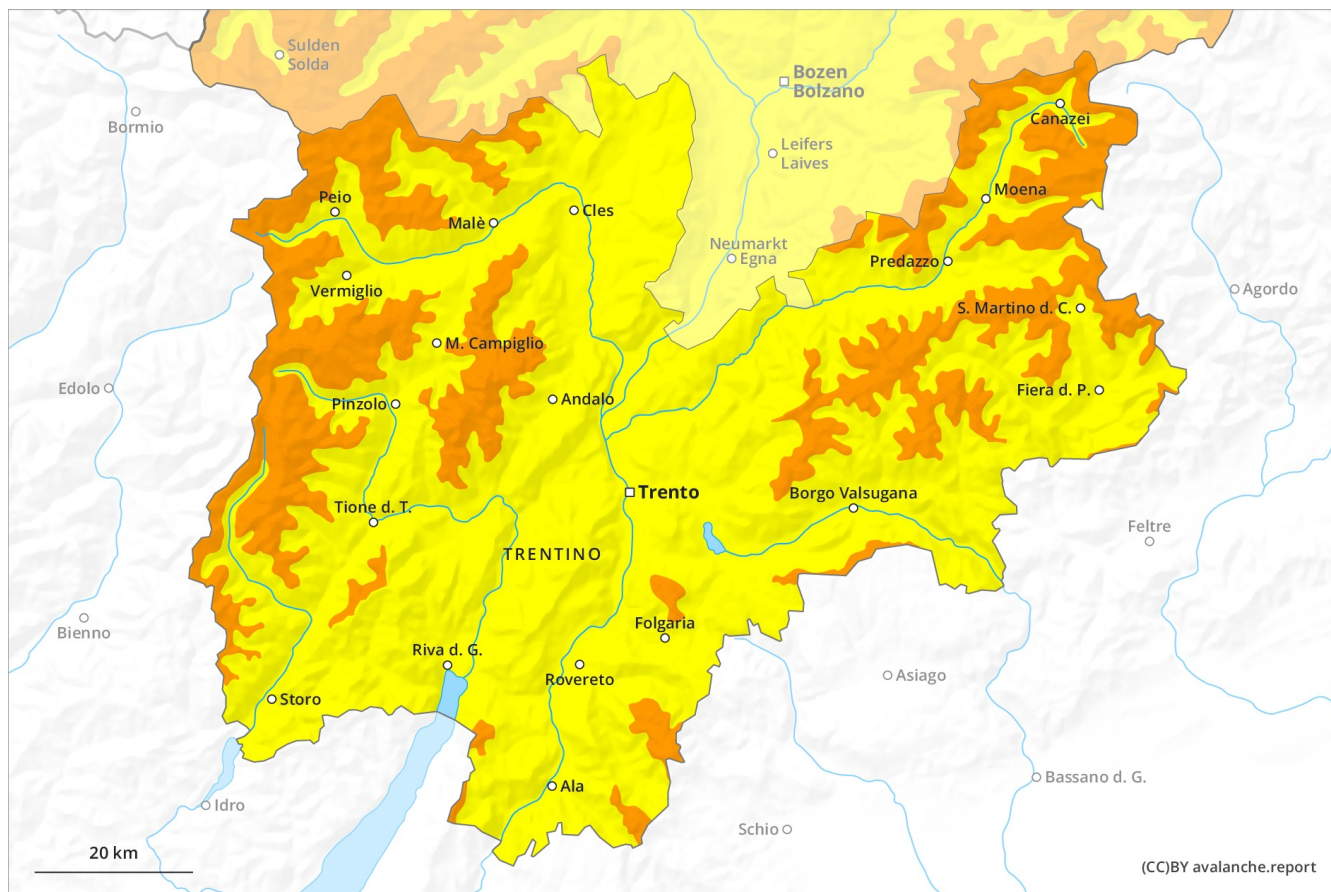 Sulden
Solda
Bozen
Bolzano
Bormio
Canazei
Leifers
Laives
Peio
Moena
Malè
Cles
Neumarkt
Egna
Predazzo
Vermiglio
Agordo
S. Martino d. C.
M. Campiglio
Edolo
Pinzolo
Andalo
Fiera d. P.
Trento
Borgo Valsugana
Tione d. T.
Feltre
TRENTINO
Bienno
Folgaria
Riva d. G.
Rovereto
Asiago
Storo
Bassano d. G.
Ala
Idro
Schio
20 km
(CC)BY avalanche.report